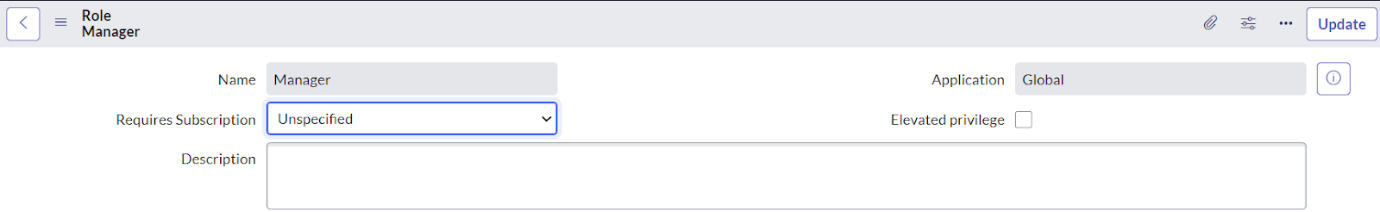 Role
Manager
Update
Name Manager
Application Global
Requires Subscription Unspecified
Elevated privilege
Description